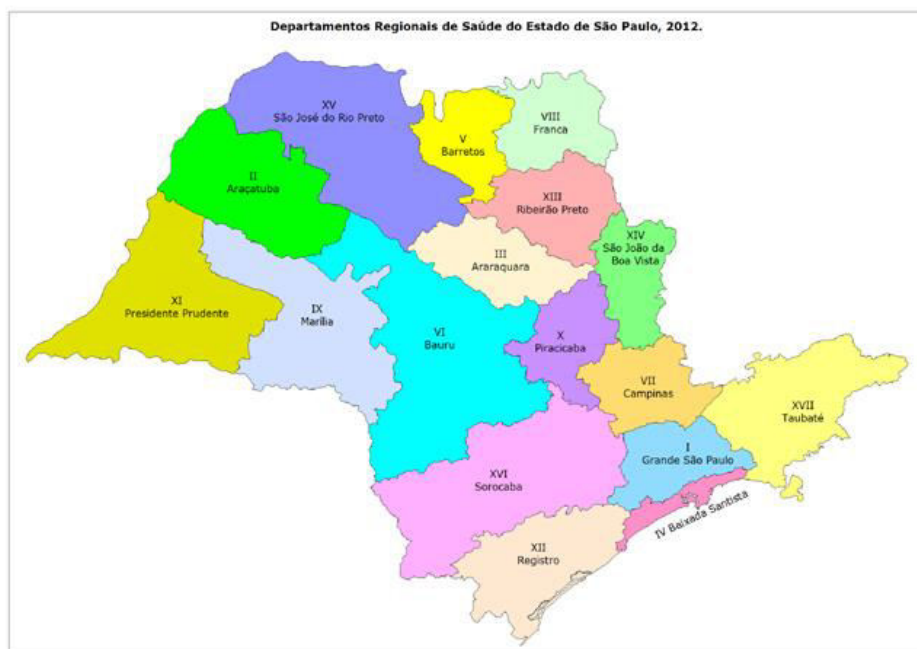 Departamentos Regionais de Saúde do Estado de São Paulo, 2012.
XV
São José do Rio Preto
V
Barretos
VIII
Franca
II
Araçatuba
XIII
Ribeirão Preto
XIV
São João da
Boa Vista
III
Araraquara
XI
Presidente Prudente
IX
Marília
VI
Bauru
X
Piracicaba
VII
Campinas
XVII
Taubaté
I
Grande São Paulo
XVI
Sorocaba
IV Baixada Santista
XII
Registro